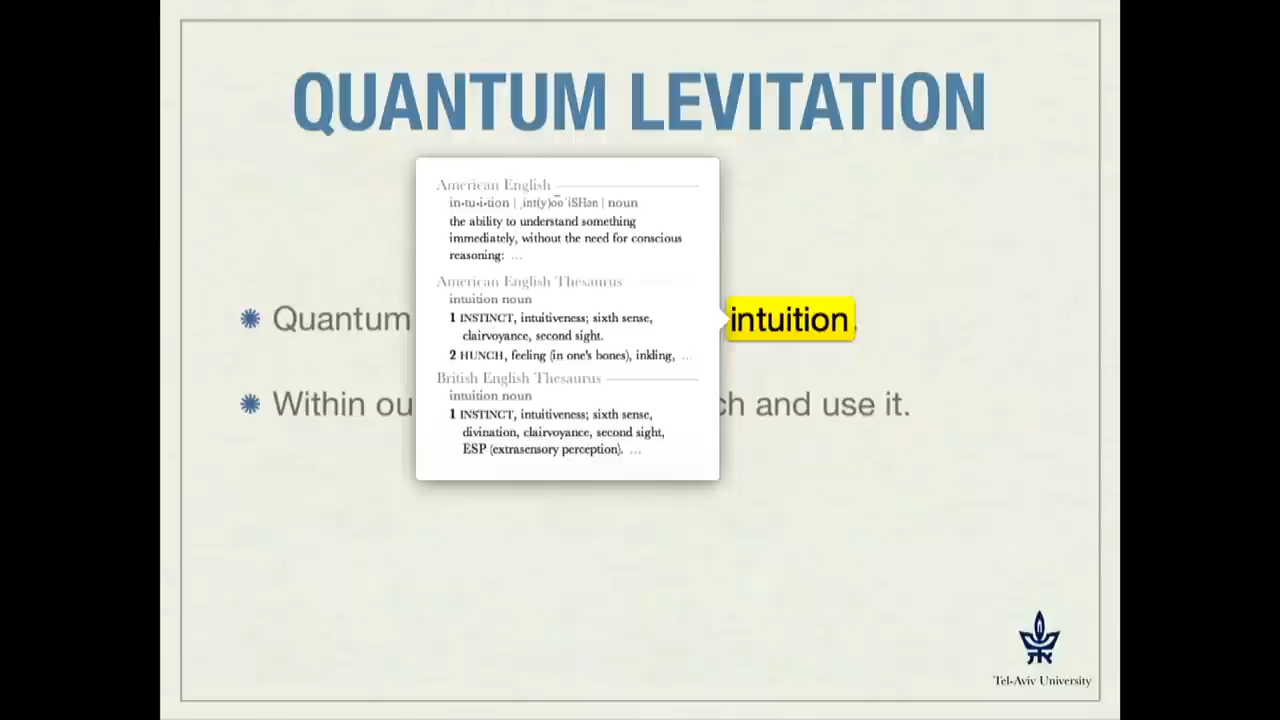 QUANTUM LEVITATION
American English
in•tu•i•tion | ˌint(y)o͞oˈiSHən | noun
the ability to understand something
immediately, without the need for conscious
reasoning: ...
American English Thesaurus
intuition noun
1 INSTINCT, intuitiveness; sixth sense,
clairvoyance, second sight.
2 HUNCH, feeling (in one's bones), inkling, ...
British English Thesaurus
intuition noun
1 INSTINCT, intuitiveness; sixth sense,
divination, clairvoyance, second sight,
ESP (extrasensory perception). ...
Quantum intuition.
Within and use it.
Tel-Aviv University